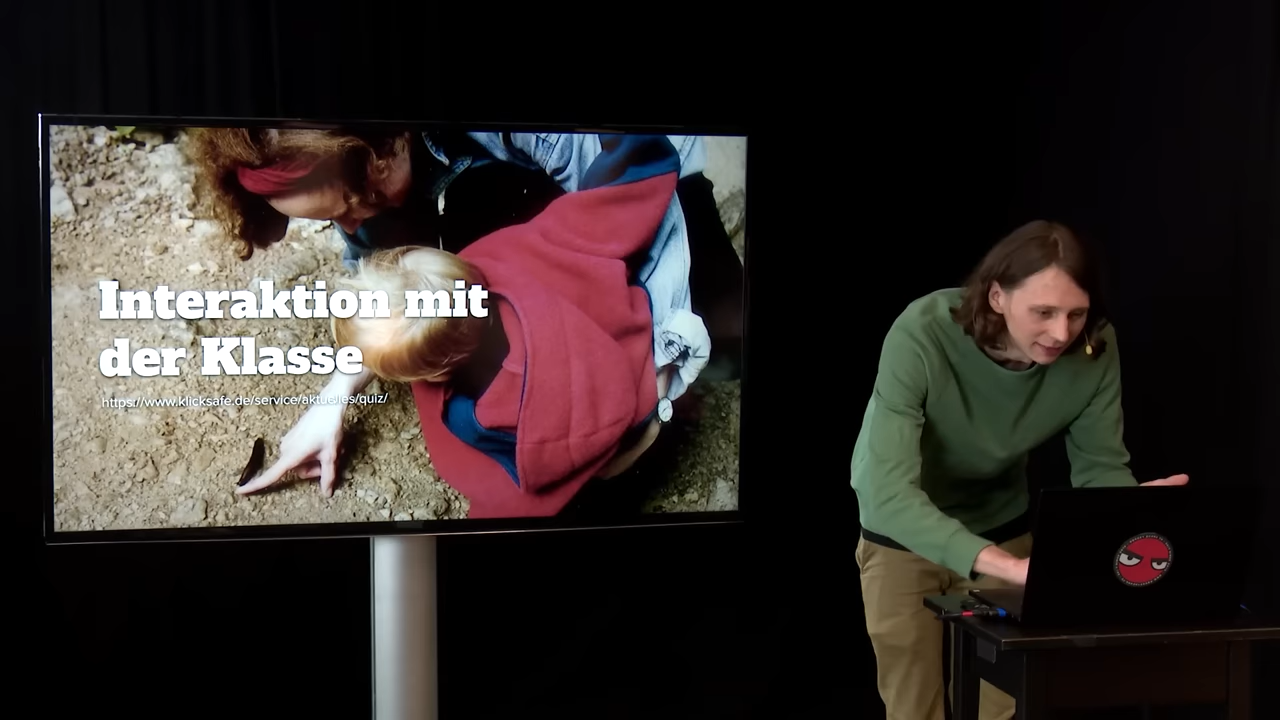 Interaktion mit
der Klasse
https://www.klicksafe.de/service/aktuelles/quiz/